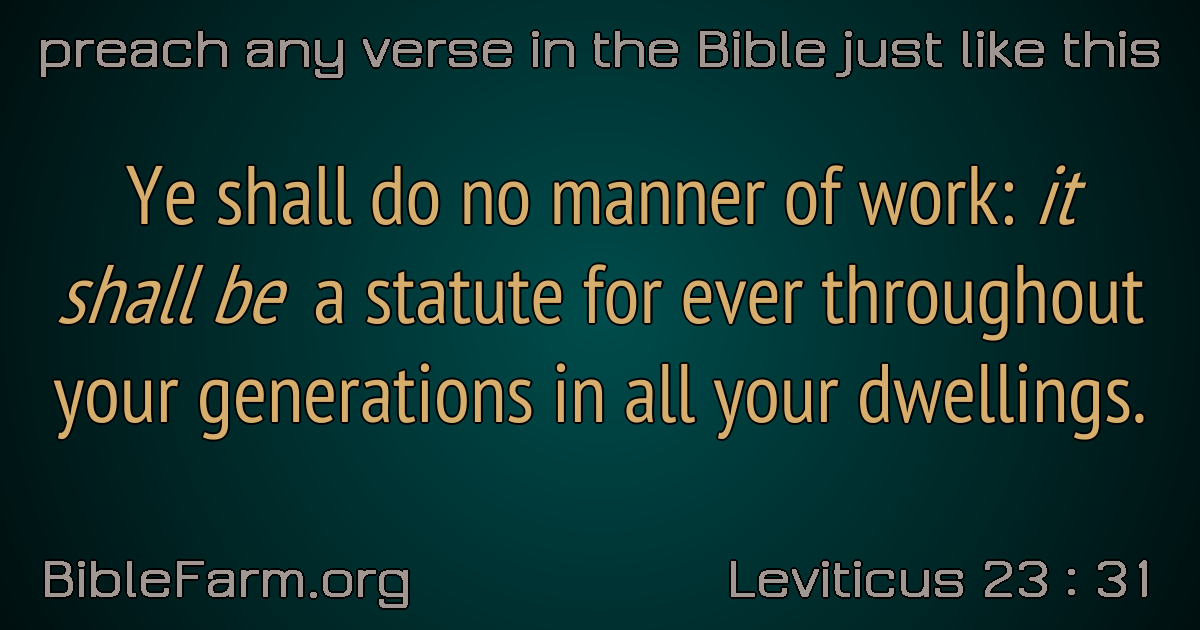 preach any verse in the Bible just like this
Ye shall do no manner of work: it
shall be a statute for ever throughout
your generations in all your dwellings.
BibleFarm.org
Leviticus 23 : 31